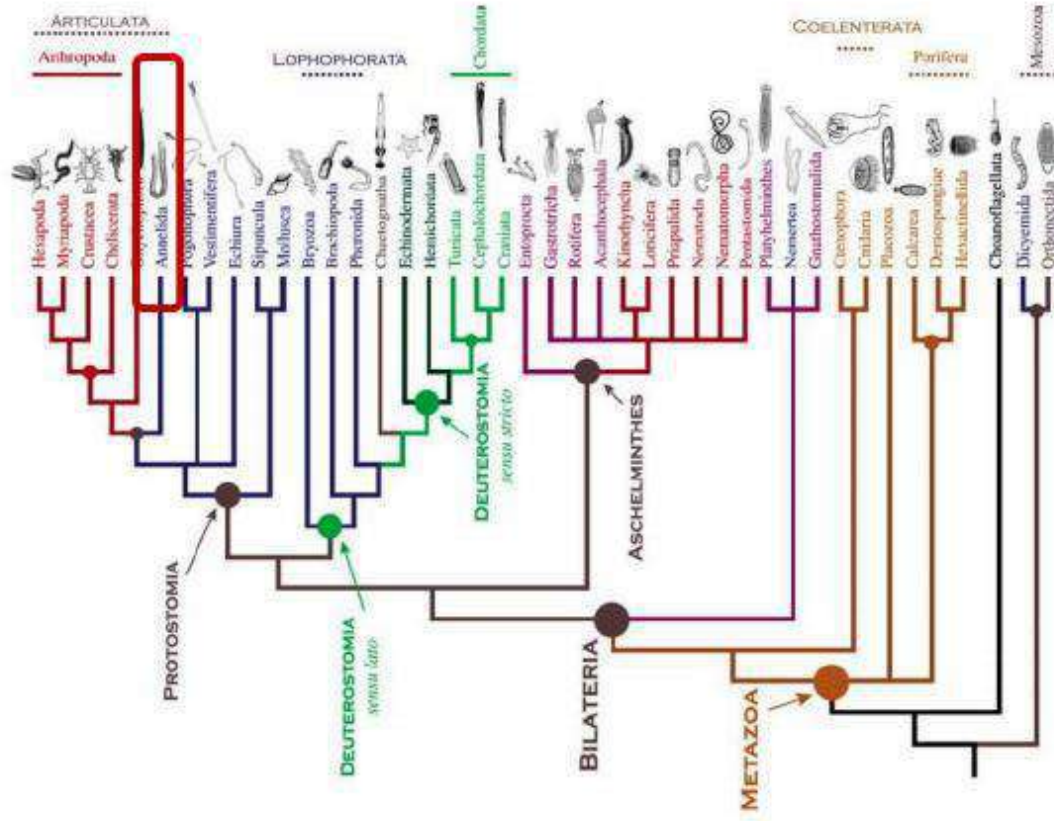 ARTICULATA
Arthropoda
LOPHOPHORATA
Chordata
COELENTERATA
Porifera
Mesozoa
Hexapoda
Myriapoda
Crustacea
Chelicerata
Annelida
Pogonophora
Vestimentifera
Echiura
Sipuncula
Mollusca
Bryozoa
Brachiopoda
Phoronida
Chaetognatha
Echinodermata
Hemichordata
Tunicata
Cephalochordata
Craniata
Entoprocta
Gastrotricha
Rotifera
Acanthocephala
Kinorhyncha
Loricifera
Priapulida
Nematoda
Nematomorpha
Pentastomida
Platyhelminthes
Nemertea
Gnathostomulida
Ctenophora
Cnidaria
Placozoa
Calcarea
Demospongiae
Hexactinellida
Choanoflagellata
Dicyemida
Orthonectida
PROTOSTOMIA
DEUTEROSTOMIA
sensu lato
DEUTEROSTOMIA
sensu stricto
ASCHELMINTHES
BILATERIA
METAZOA